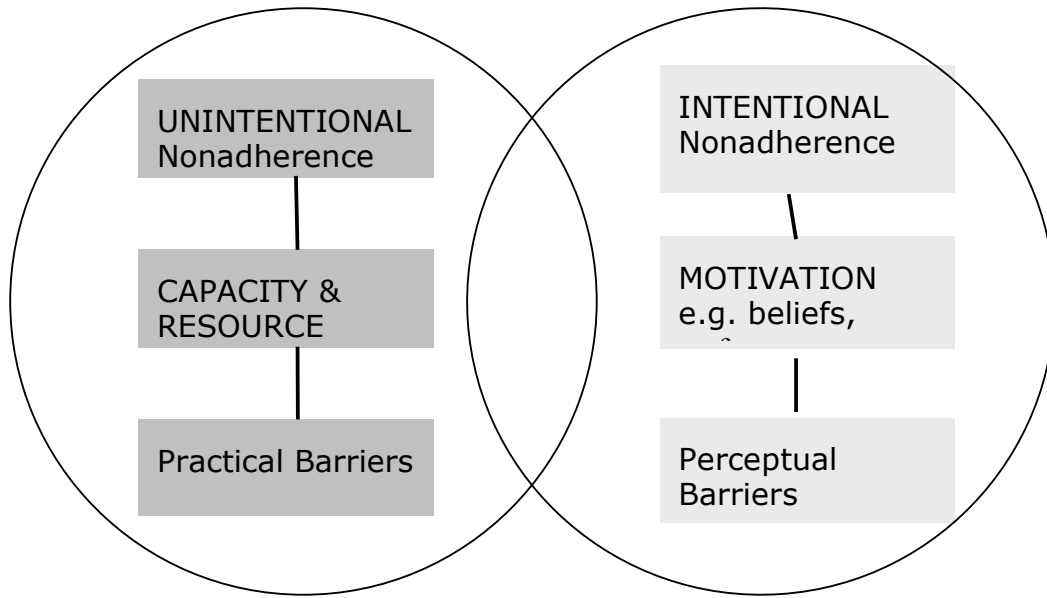 UNINTENTIONAL
Nonadherence
CAPACITY &
RESOURCE
Practical Barriers
INTENTIONAL
Nonadherence
MOTIVATION
e.g. beliefs,
Perceptual
Barriers